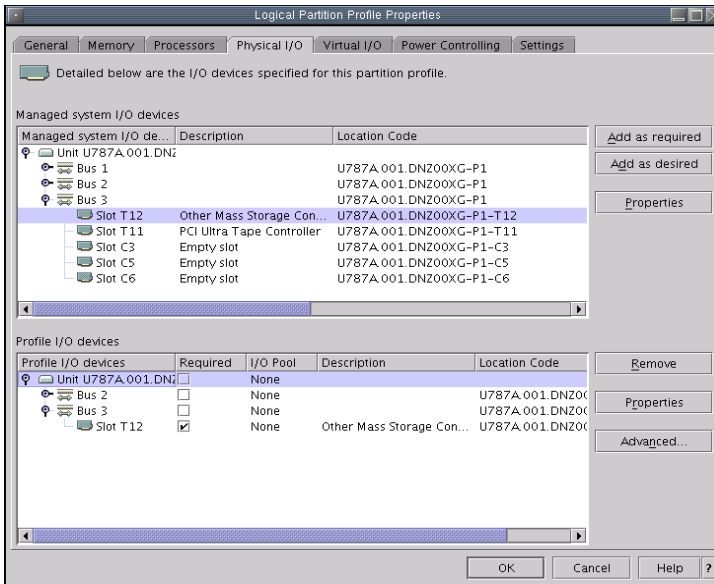 Logical Partition Profile Properties
General Memory Processors Physical I/O Virtual I/O Power Controlling Settings
Detailed below are the I/O devices specified for this partition profile.
Managed system I/O devices
Managed system I/O de... Description Location Code
Unit U787A.001.DNZ
Bus 1 U787A.001.DNZ00XG-P1
Bus 2 U787A.001.DNZ00XG-P1
Bus 3 U787A.001.DNZ00XG-P1
Slot T12 Other Mass Storage Con... U787A.001.DNZ00XG-P1-T12
Slot T11 PCI Ultra Tape Controller U787A.001.DNZ00XG-P1-T11
Slot C3 Empty slot U787A.001.DNZ00XG-P1-C3
Slot C5 Empty slot U787A.001.DNZ00XG-P1-C5
Slot C6 Empty slot U787A.001.DNZ00XG-P1-C6
Add as required
Add as desired
Properties
Profile I/O devices
Profile I/O devices Required I/O Pool Description Location Code
Unit U787A.001.DNZ None
Bus 2 None U787A.001.DNZ00
Bus 3 None U787A.001.DNZ00
Slot T12 None Other Mass Storage Con... U787A.001.DNZ00
Remove
Properties
Advanced...
OK Cancel Help ?